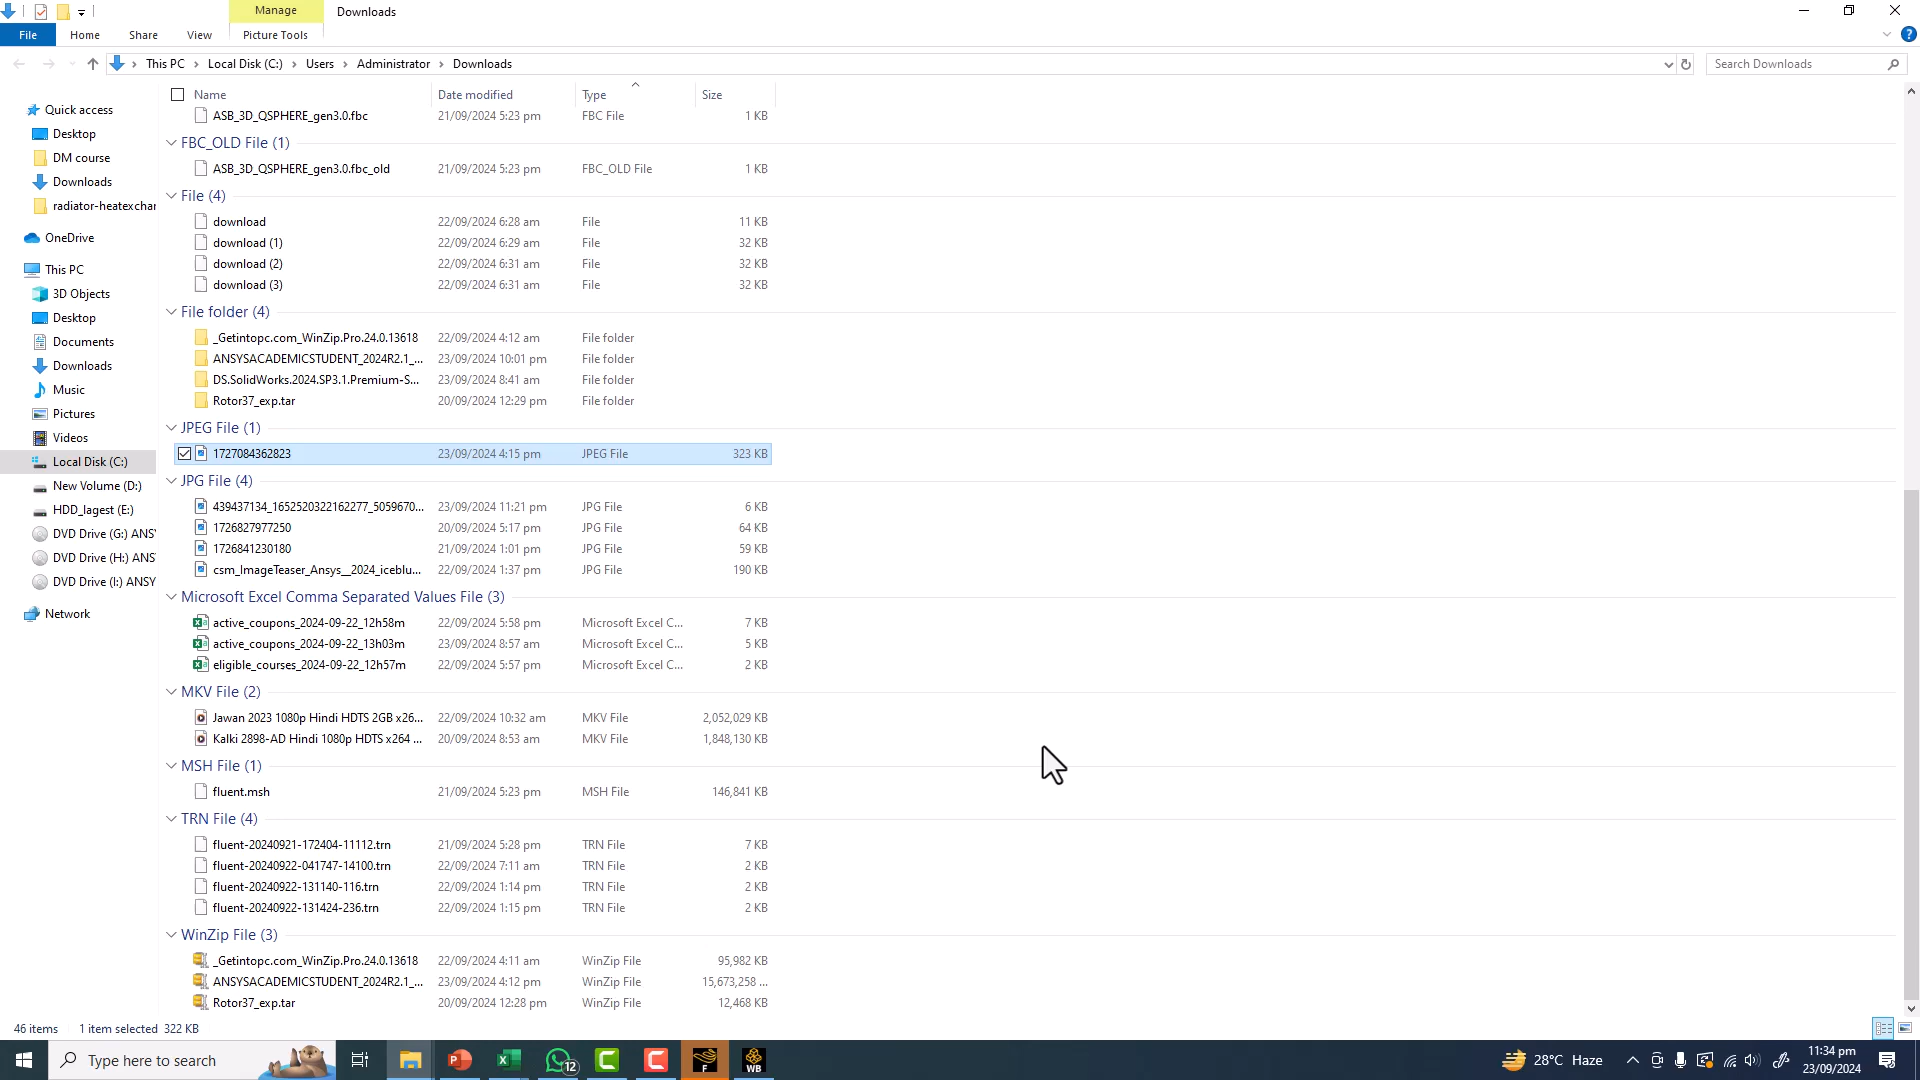 Manage Downloads
File Home Share View Picture Tools
This PC Local Disk (C:) Users Administrator Downloads Search Downloads
Name Date modified Type Size
Quick access
Desktop
DM course
Downloads
radiator-heatexchar
OneDrive
This PC
3D Objects
Desktop
Documents
Downloads
Music
Pictures
Videos
Local Disk (C:)
New Volume (D:)
HDD_lagest (E:)
DVD Drive (G:) ANS
DVD Drive (H:) ANS
DVD Drive (I:) ANSY
Network
ASB_3D_QSPHERE_gen3.0.fbc 21/09/2024 5:23 pm FBC File 1 KB
FBC_OLD File (1)
ASB_3D_QSPHERE_gen3.0.fbc_old 21/09/2024 5:23 pm FBC_OLD File 1 KB
File (4)
download 22/09/2024 6:28 am File 11 KB
download (1) 22/09/2024 6:29 am File 32 KB
download (2) 22/09/2024 6:31 am File 32 KB
download (3) 22/09/2024 6:31 am File 32 KB
File folder (4)
_Getintopc.com_WinZip.Pro.24.0.13618 22/09/2024 4:12 am File folder
ANSYSACADEMICSTUDENT_2024R2.1_... 23/09/2024 10:01 pm File folder
DS.SolidWorks.2024.SP3.1.Premium-S... 23/09/2024 8:41 am File folder
Rotor37_exp.tar 20/09/2024 12:29 pm File folder
JPEG File (1)
1727084362823 23/09/2024 4:15 pm JPEG File 323 KB
JPG File (4)
439437134_1652520322162277_5059670... 23/09/2024 11:21 pm JPG File 6 KB
1726827977250 20/09/2024 5:17 pm JPG File 64 KB
1726841230180 21/09/2024 1:01 pm JPG File 59 KB
csm_ImageTeaser_Ansys__2024_iceblu... 22/09/2024 1:37 pm JPG File 190 KB
Microsoft Excel Comma Separated Values File (3)
active_coupons_2024-09-22_12h58m 22/09/2024 5:58 pm Microsoft Excel C... 7 KB
active_coupons_2024-09-22_13h03m 23/09/2024 8:57 am Microsoft Excel C... 5 KB
eligible_courses_2024-09-22_12h57m 22/09/2024 5:57 pm Microsoft Excel C... 2 KB
MKV File (2)
Jawan 2023 1080p Hindi HDTS 2GB x26... 22/09/2024 10:32 am MKV File 2,052,029 KB
Kalki 2898-AD Hindi 1080p HDTS x264 ... 20/09/2024 8:53 am MKV File 1,848,130 KB
MSH File (1)
fluent.msh 21/09/2024 5:23 pm MSH File 146,841 KB
TRN File (4)
fluent-20240921-172404-11112.trn 21/09/2024 5:28 pm TRN File 7 KB
fluent-20240922-041747-14100.trn 22/09/2024 7:11 am TRN File 2 KB
fluent-20240922-131140-116.trn 22/09/2024 1:14 pm TRN File 2 KB
fluent-20240922-131424-236.trn 22/09/2024 1:15 pm TRN File 2 KB
WinZip File (3)
_Getintopc.com_WinZip.Pro.24.0.13618 22/09/2024 4:11 am WinZip File 95,982 KB
ANSYSACADEMICSTUDENT_2024R2.1_... 23/09/2024 4:12 pm WinZip File 15,673,258 ...
Rotor37_exp.tar 20/09/2024 12:28 pm WinZip File 12,468 KB
46 items 1 item selected 322 KB
Type here to search 12 F WB 28°C Haze 11:34 pm
23/09/2024